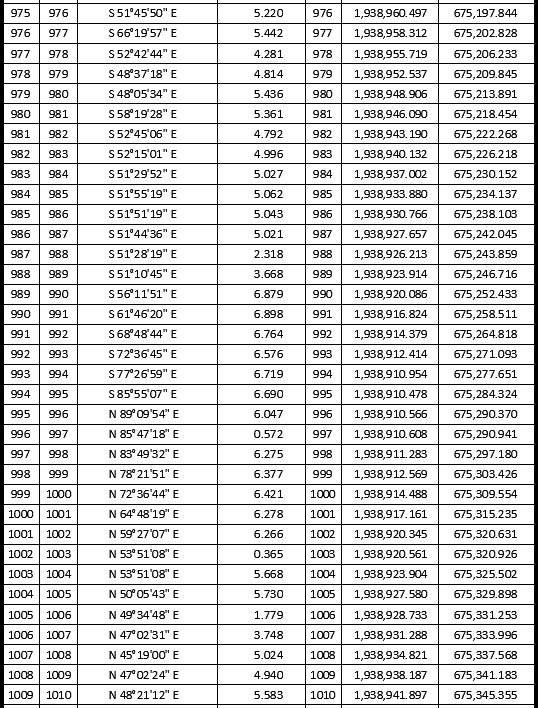 975 976 S 51°45'50" E 5.220 976 1,938,960.497 675,197.844
976 977 S 66°19'57" E 5.442 977 1,938,958.312 675,202.828
977 978 S 52°42'44" E 4.281 978 1,938,955.719 675,206.233
978 979 S 48°37'18" E 4.814 979 1,938,952.537 675,209.845
979 980 S 48°05'34" E 5.436 980 1,938,948.906 675,213.891
980 981 S 58°19'28" E 5.361 981 1,938,946.090 675,218.454
981 982 S 52°45'06" E 4.792 982 1,938,943.190 675,222.268
982 983 S 52°15'01" E 4.996 983 1,938,940.132 675,226.218
983 984 S 51°29'52" E 5.027 984 1,938,937.002 675,230.152
984 985 S 51°55'19" E 5.062 985 1,938,933.880 675,234.137
985 986 S 51°51'19" E 5.043 986 1,938,930.766 675,238.103
986 987 S 51°44'36" E 5.021 987 1,938,927.657 675,242.045
987 988 S 51°28'19" E 2.318 988 1,938,926.213 675,243.859
988 989 S 51°10'45" E 3.668 989 1,938,923.914 675,246.716
989 990 S 56°11'51" E 6.879 990 1,938,920.086 675,252.433
990 991 S 61°46'20" E 6.898 991 1,938,916.824 675,258.511
991 992 S 68°48'44" E 6.764 992 1,938,914.379 675,264.818
992 993 S 72°36'45" E 6.576 993 1,938,912.414 675,271.093
993 994 S 77°26'59" E 6.719 994 1,938,910.954 675,277.651
994 995 S 85°55'07" E 6.690 995 1,938,910.478 675,284.324
995 996 N 89°09'54" E 6.047 996 1,938,910.566 675,290.370
996 997 N 85°47'18" E 0.572 997 1,938,910.608 675,290.941
997 998 N 83°49'32" E 6.275 998 1,938,911.283 675,297.180
998 999 N 78°21'51" E 6.377 999 1,938,912.569 675,303.426
999 1000 N 72°36'44" E 6.421 1000 1,938,914.488 675,309.554
1000 1001 N 64°48'19" E 6.278 1001 1,938,917.161 675,315.235
1001 1002 N 59°27'07" E 6.266 1002 1,938,920.345 675,320.631
1002 1003 N 53°51'08" E 0.365 1003 1,938,920.561 675,320.926
1003 1004 N 53°51'08" E 5.668 1004 1,938,923.904 675,325.502
1004 1005 N 50°05'43" E 5.730 1005 1,938,927.580 675,329.898
1005 1006 N 49°34'48" E 1.779 1006 1,938,928.733 675,331.253
1006 1007 N 47°02'31" E 3.748 1007 1,938,931.288 675,333.996
1007 1008 N 45°19'00" E 5.024 1008 1,938,934.821 675,337.568
1008 1009 N 47°02'24" E 4.940 1009 1,938,938.187 675,341.183
1009 1010 N 48°21'12" E 5.583 1010 1,938,941.897 675,345.355